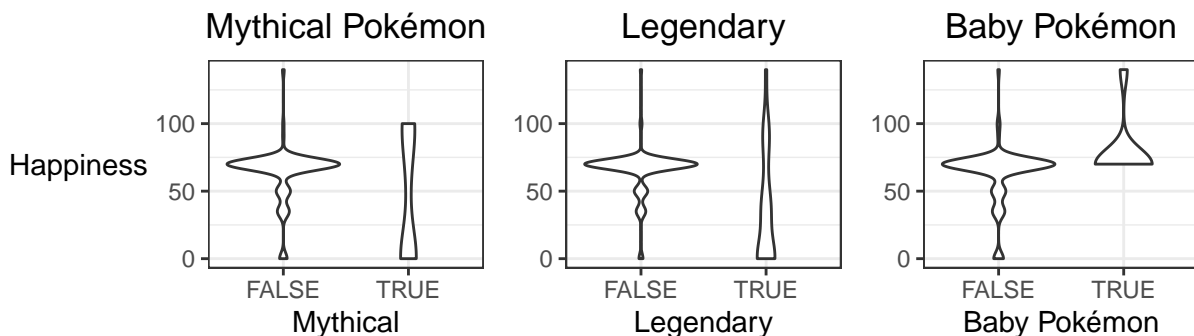 Mythical Pokémon
Legendary
Baby Pokémon
Happiness
100
50
0
FALSE
TRUE
Mythical
100
50
0
FALSE
TRUE
Legendary
100
50
0
FALSE
TRUE
Baby Pokémon